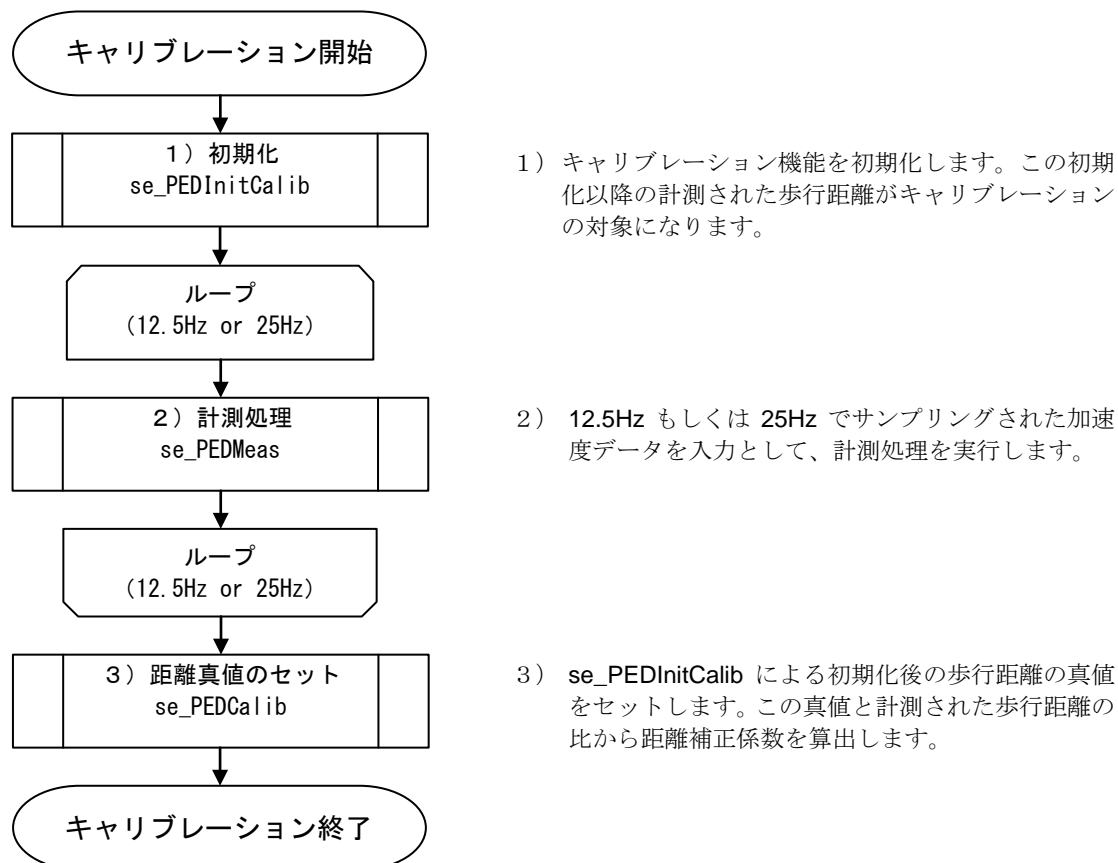 キャリブレーション開始
1）初期化
se_PEDInitCalib
1）キャリブレーション機能を初期化します。この初期
化以降の計測された歩行距離がキャリブレーション
の対象になります。
ループ
(12.5Hz or 25Hz)
2）計測処理
se_PEDMeas
2） 12.5Hz もしくは 25Hz でサンプリングされた加速
度データを入力として、計測処理を実行します。
ループ
(12.5Hz or 25Hz)
3）距離真値のセット
se_PEDCalib
3） se_PEDInitCalib による初期化後の歩行距離の真値
をセットします。この真値と計測された歩行距離の
比から距離補正係数を算出します。
キャリブレーション終了